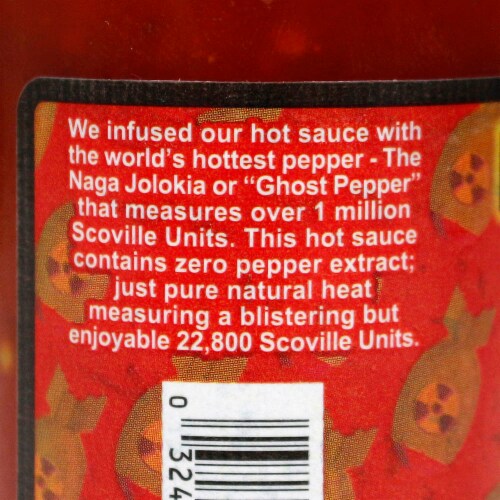 We infused our hot sauce with
the world's hottest pepper - The
Naga Jolokia or “Ghost Pepper”
that measures over 1 million
Scoville Units. This hot sauce
contains zero pepper extract;
just pure natural heat
measuring a blistering but
enjoyable 22,800 Scoville Units.
0 324